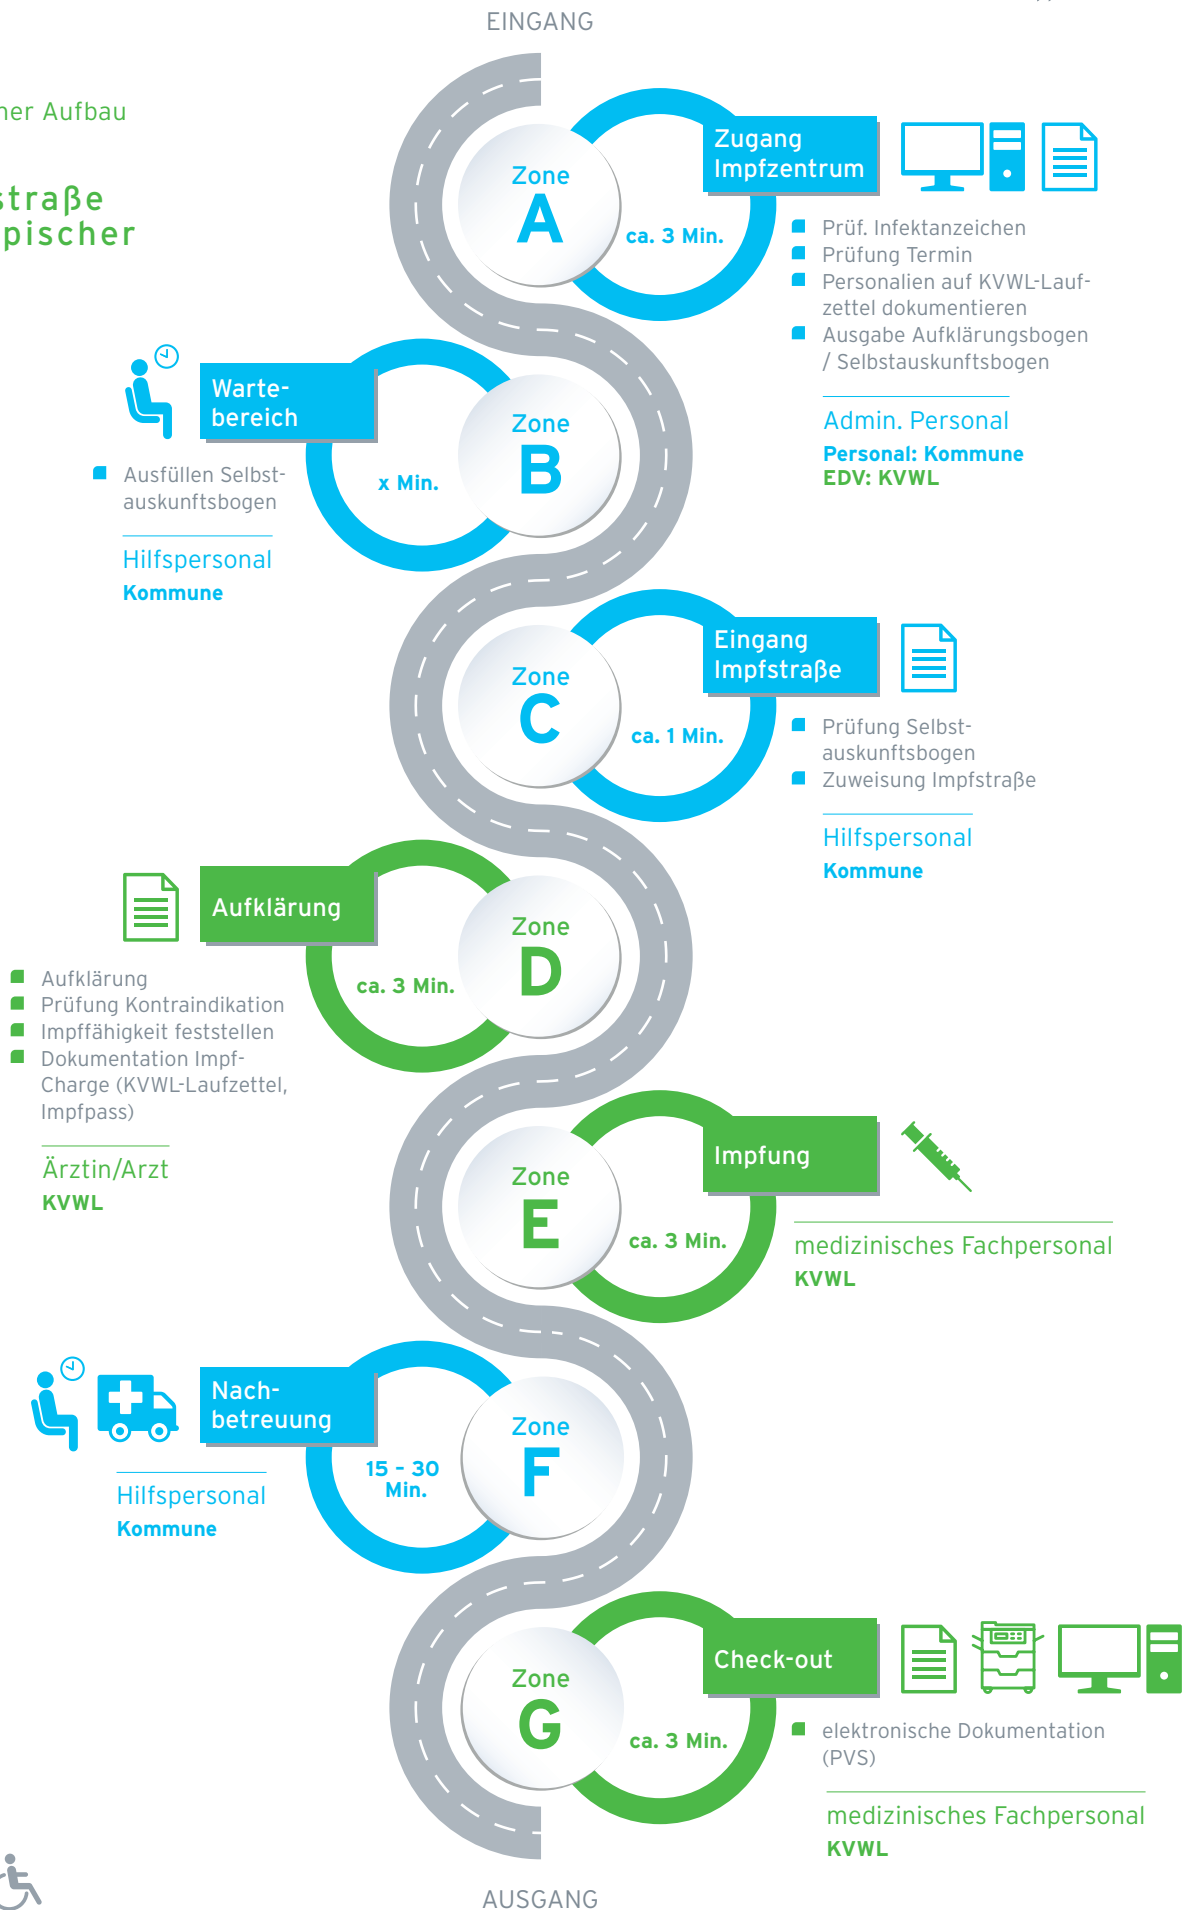 EINGANG
ner Aufbau
straße
pischer
Zone
A
ca. 3 Min.
Zugang
Impfzentrum
Prüf. Infektanzeichen
Prüfung Termin
Personalien auf KVWL-Lauf-
zettel dokumentieren
Ausgabe Aufklärungsbogen
/ Selbstauskunftsbogen
Admin. Personal
Personal: Kommune
EDV: KVWL
Warte-
bereich
x Min.
Zone
B
Ausfüllen Selbst-
auskunftsbogen
Hilfspersonal
Kommune
Zone
C
ca. 1 Min.
Eingang
Impfstraße
Prüfung Selbst-
auskunftsbogen
Zuweisung Impfstraße
Hilfspersonal
Kommune
Aufklärung
ca. 3 Min.
Zone
D
Aufklärung
Prüfung Kontraindikation
Impffähigkeit feststellen
Dokumentation Impf-
Charge (KVWL-Laufzettel,
Impfpass)
Ärztin/Arzt
KVWL
Zone
E
ca. 3 Min.
Impfung
medizinisches Fachpersonal
KVWL
Nach-
betreuung
15 – 30
Min.
Zone
F
Hilfspersonal
Kommune
Zone
G
ca. 3 Min.
Check-out
elektronische Dokumentation
(PVS)
medizinisches Fachpersonal
KVWL
AUSGANG